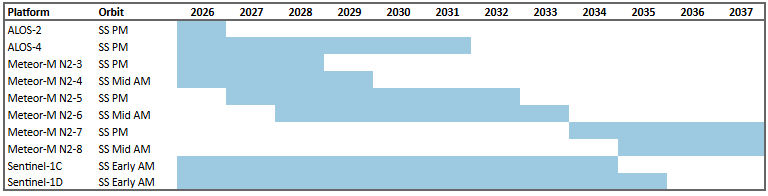 Platform Orbit 2026 2027 2028 2029 2030 2031 2032 2033 2034 2035 2036 2037
ALOS-2 SS PM
ALOS-4 SS PM
Meteor-M N2-3 SS PM
Meteor-M N2-4 SS Mid AM
Meteor-M N2-5 SS PM
Meteor-M N2-6 SS Mid AM
Meteor-M N2-7 SS PM
Meteor-M N2-8 SS Mid AM
Sentinel-1C SS Early AM
Sentinel-1D SS Early AM